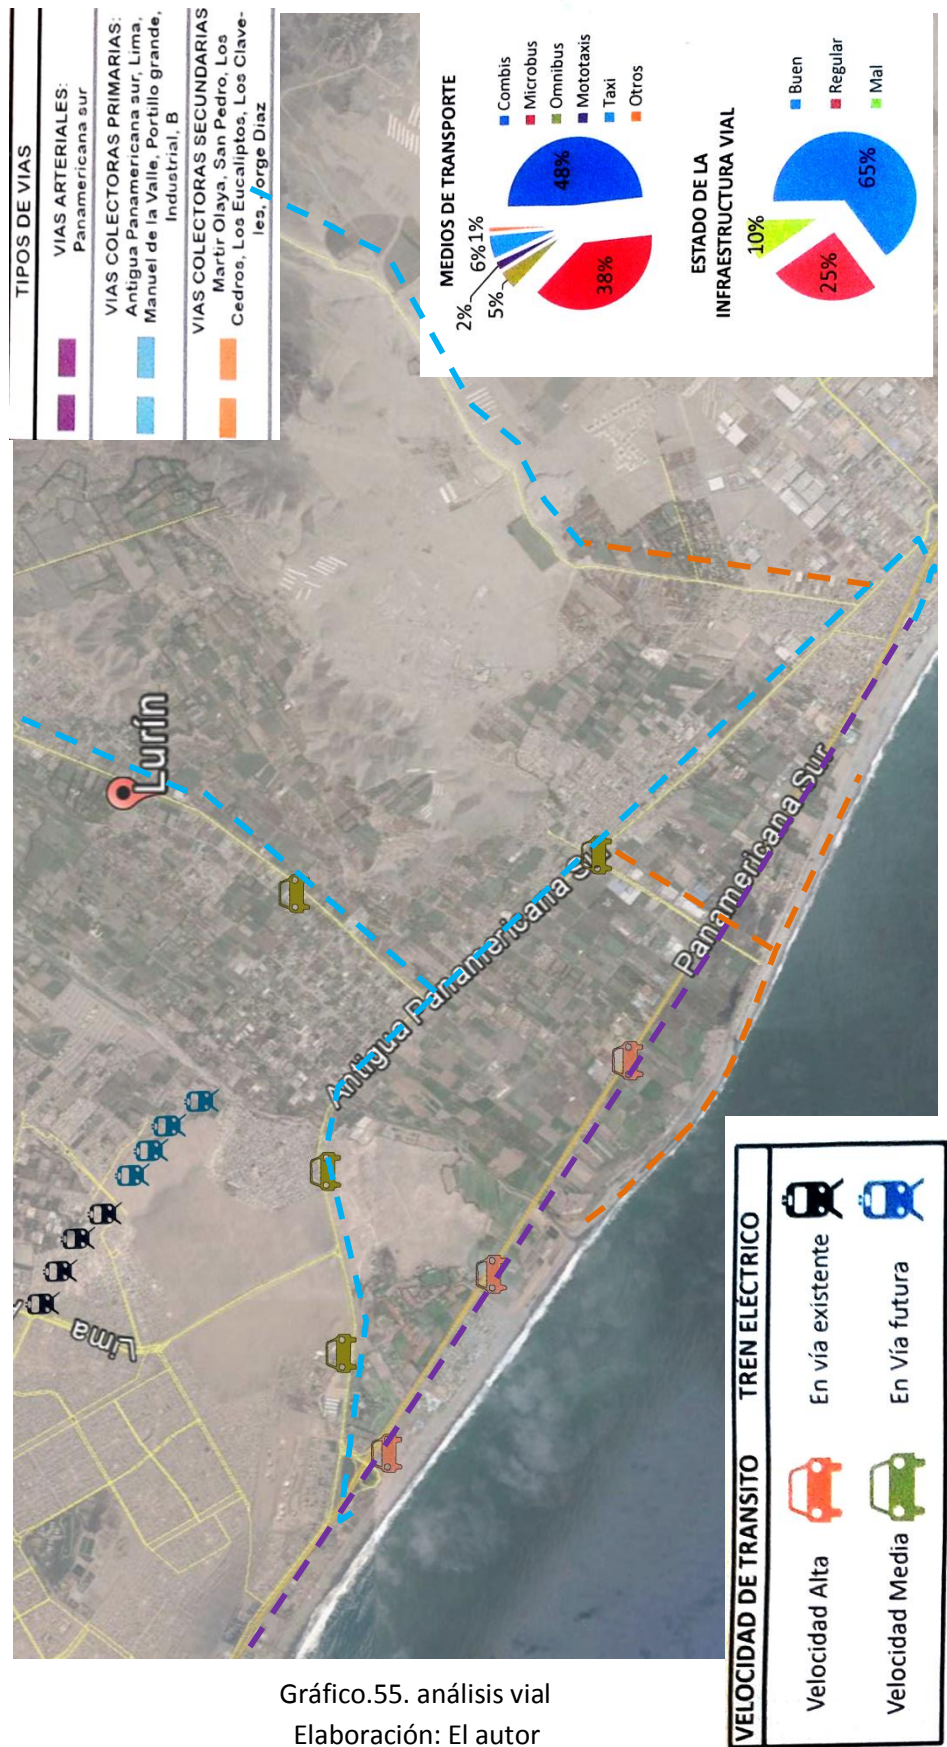 TIPOS DE VIAS
VIAS ARTERIALES:
Panamericana sur
VIAS COLECTORAS PRIMARIAS:
Antigua Panamericana sur, Lima,
Manuel de la Valle, Portillo grande,
Industrial, B
VIAS COLECTORAS SECUNDARIAS
Martir Olaya, San Pedro, Los
Cedros, Los Eucaliptos, Los Clave-
les, Jorge Diaz
MEDIOS DE TRANSPORTE
48%
38%
5%
2%
6%
1%
Combis
Microbus
Omnibus
Mototaxis
Taxi
Otros
ESTADO DE LA
INFRAESTRUCTURA VIAL
65%
25%
10%
Buen
Regular
Mal
Lurín
Antigua Panamericana Sur
Panamericana Sur
Lima
VELOCIDAD DE TRANSITO
TREN ELÉCTRICO
Velocidad Alta
En vía existente
Velocidad Media
En Vía futura
Gráfico.55. análisis vial
Elaboración: El autor